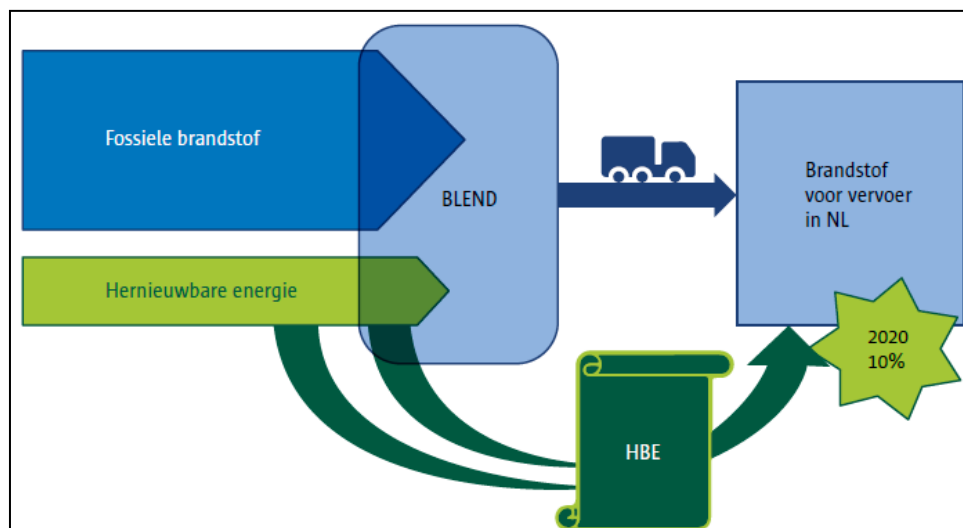 Fossiele brandstof
BLEND
Brandstof
voor vervoer
in NL
Hernieuwbare energie
2020
10%
HBE